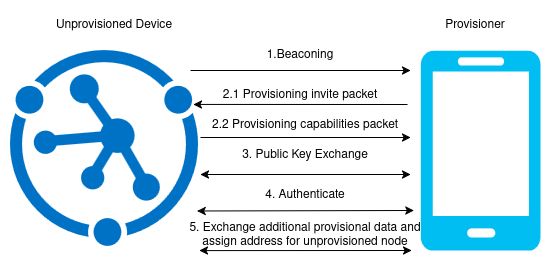 Unprovisioned Device
Provisioner
1.Beaconing
2.1 Provisioning invite packet
2.2 Provisioning capabilities packet
3. Public Key Exchange
4. Authenticate
5. Exchange additional provisional data and
assign address for unprovisioned node